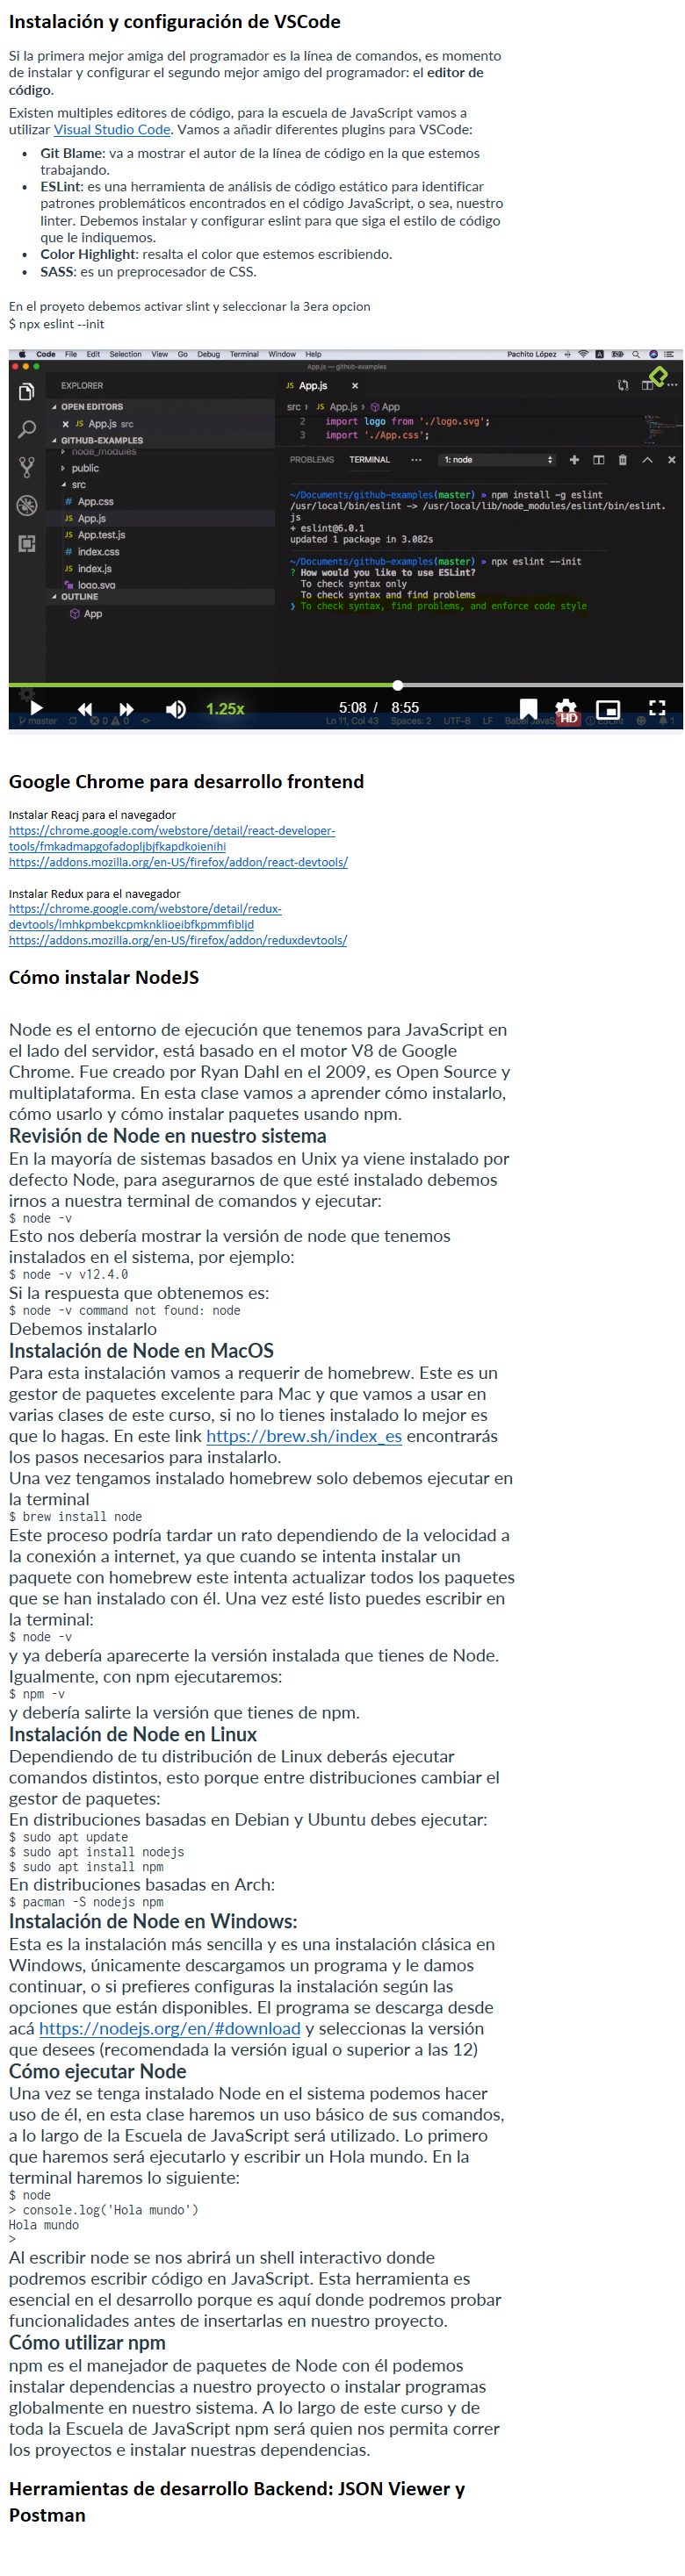 Instalación y configuración de VSCode
Si la primera mejor amiga del programador es la línea de comandos, es momento
de instalar y configurar el segundo mejor amigo del programador: el editor de
código.
Existen multiples editores de código, para la escuela de JavaScript vamos a
utilizar Visual Studio Code. Vamos a añadir diferentes plugins para VSCode:
• Git Blame: va a mostrar el autor de la línea de código en la que estemos
trabajando.
• ESLint: es una herramienta de análisis de código estático para identificar
patrones problemáticos encontrados en el código JavaScript, o sea, nuestro
linter. Debemos instalar y configurar eslint para que siga el estilo de código
que le indiquemos.
• Color Highlight: resalta el color que estemos escribiendo.
• SASS: es un preprocesador de CSS.
En el proyeto debemos activar slint y seleccionar la 3era opcion
$ npx eslint --init
Code File Edit Selection View Go Debug Terminal Window Help Pachito López
App.js — github-examples
EXPLORER
JS App.js ×
OPEN EDITORS
× JS App.js src
src › JS App.js › App
GITHUB-EXAMPLES
2 import logo from './logo.svg';
3 import './App.css';
node_modules
public
src
# App.css
JS App.js
JS App.test.js
# index.css
JS index.js
logo.svg
OUTLINE
App
PROBLEMS TERMINAL ··· 1: node
~/Documents/github-examples(master) » npm install -g eslint
/usr/local/bin/eslint -> /usr/local/lib/node_modules/eslint/bin/eslint.
js
+ eslint@6.0.1
updated 1 package in 3.082s
~/Documents/github-examples(master) » npx eslint --init
? How would you like to use ESLint?
To check syntax only
To check syntax and find problems
❯ To check syntax, find problems, and enforce code style
1.25x 5:08 / 8:55 HD
master 0 0 Ln 11, Col 43 Spaces: 2 UTF-8 LF Babel JavaS ESLint 1
Google Chrome para desarrollo frontend
Instalar Reacj para el navegador
https://chrome.google.com/webstore/detail/react-developer-
tools/fmkadmapgofadopljbjfkapdkoienihi
https://addons.mozilla.org/en-US/firefox/addon/react-devtools/
Instalar Redux para el navegador
https://chrome.google.com/webstore/detail/redux-
devtools/lmhkpmbekcpmknklioeibfkpmmfibljd
https://addons.mozilla.org/en-US/firefox/addon/reduxdevtools/
Cómo instalar NodeJS
Node es el entorno de ejecución que tenemos para JavaScript en
el lado del servidor, está basado en el motor V8 de Google
Chrome. Fue creado por Ryan Dahl en el 2009, es Open Source y
multiplataforma. En esta clase vamos a aprender cómo instalarlo,
cómo usarlo y cómo instalar paquetes usando npm.
Revisión de Node en nuestro sistema
En la mayoría de sistemas basados en Unix ya viene instalado por
defecto Node, para asegurarnos de que esté instalado debemos
irnos a nuestra terminal de comandos y ejecutar:
$ node -v
Esto nos debería mostrar la versión de node que tenemos
instalados en el sistema, por ejemplo:
$ node -v v12.4.0
Si la respuesta que obtenemos es:
$ node -v command not found: node
Debemos instalarlo
Instalación de Node en MacOS
Para esta instalación vamos a requerir de homebrew. Este es un
gestor de paquetes excelente para Mac y que vamos a usar en
varias clases de este curso, si no lo tienes instalado lo mejor es
que lo hagas. En este link https://brew.sh/index_es encontrarás
los pasos necesarios para instalarlo.
Una vez tengamos instalado homebrew solo debemos ejecutar en
la terminal
$ brew install node
Este proceso podría tardar un rato dependiendo de la velocidad a
la conexión a internet, ya que cuando se intenta instalar un
paquete con homebrew este intenta actualizar todos los paquetes
que se han instalado con él. Una vez esté listo puedes escribir en
la terminal:
$ node -v
y ya debería aparecerte la versión instalada que tienes de Node.
Igualmente, con npm ejecutaremos:
$ npm -v
y debería salirte la versión que tienes de npm.
Instalación de Node en Linux
Dependiendo de tu distribución de Linux deberás ejecutar
comandos distintos, esto porque entre distribuciones cambiar el
gestor de paquetes:
En distribuciones basadas en Debian y Ubuntu debes ejecutar:
$ sudo apt update
$ sudo apt install nodejs
$ sudo apt install npm
En distribuciones basadas en Arch:
$ pacman -S nodejs npm
Instalación de Node en Windows:
Esta es la instalación más sencilla y es una instalación clásica en
Windows, únicamente descargamos un programa y le damos
continuar, o si prefieres configuras la instalación según las
opciones que están disponibles. El programa se descarga desde
acá https://nodejs.org/en/#download y seleccionas la versión
que desees (recomendada la versión igual o superior a las 12)
Cómo ejecutar Node
Una vez se tenga instalado Node en el sistema podemos hacer
uso de él, en esta clase haremos un uso básico de sus comandos,
a lo largo de la Escuela de JavaScript será utilizado. Lo primero
que haremos será ejecutarlo y escribir un Hola mundo. En la
terminal haremos lo siguiente:
$ node
> console.log('Hola mundo')
Hola mundo
>
Al escribir node se nos abrirá un shell interactivo donde
podremos escribir código en JavaScript. Esta herramienta es
esencial en el desarrollo porque es aquí donde podremos probar
funcionalidades antes de insertarlas en nuestro proyecto.
Cómo utilizar npm
npm es el manejador de paquetes de Node con él podemos
instalar dependencias a nuestro proyecto o instalar programas
globalmente en nuestro sistema. A lo largo de este curso y de
toda la Escuela de JavaScript npm será quien nos permita correr
los proyectos e instalar nuestras dependencias.
Herramientas de desarrollo Backend: JSON Viewer y
Postman